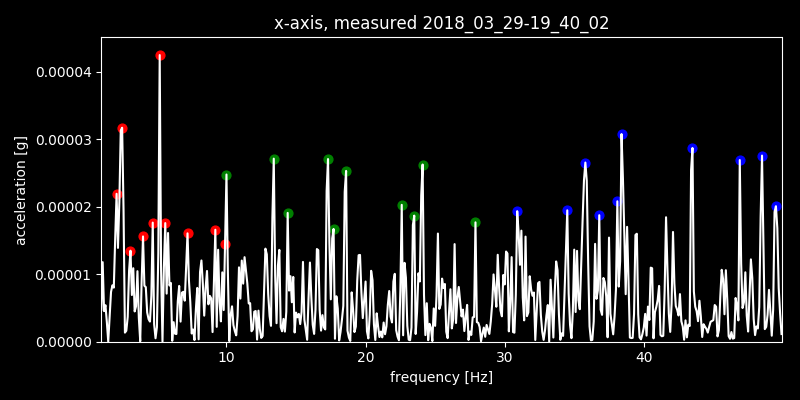 x-axis, measured 2018_03_29-19_40_02
acceleration [g]
0.00004
0.00003
0.00002
0.00001
0.00000
10 20 30 40
frequency [Hz]